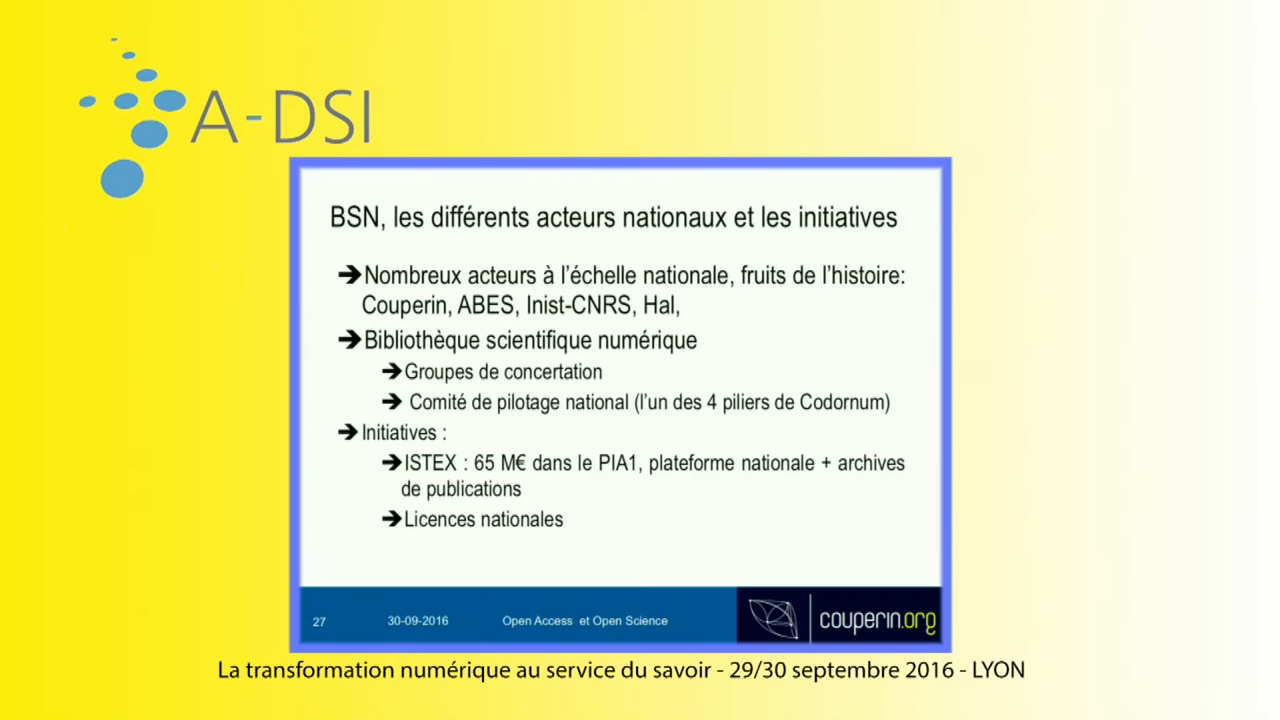 A-DSI
BSN, les différents acteurs nationaux et les initiatives
➔Nombreux acteurs à l'échelle nationale, fruits de l'histoire:
Couperin, ABES, Inist-CNRS, Hal,
➔Bibliothèque scientifique numérique
➔Groupes de concertation
➔ Comité de pilotage national (l'un des 4 piliers de Codornum)
➔Initiatives :
➔ISTEX : 65 M€ dans le PIA1, plateforme nationale + archives
de publications
➔Licences nationales
27 30-09-2016 Open Access et Open Science couperin.org
La transformation numérique au service du savoir - 29/30 septembre 2016 - LYON